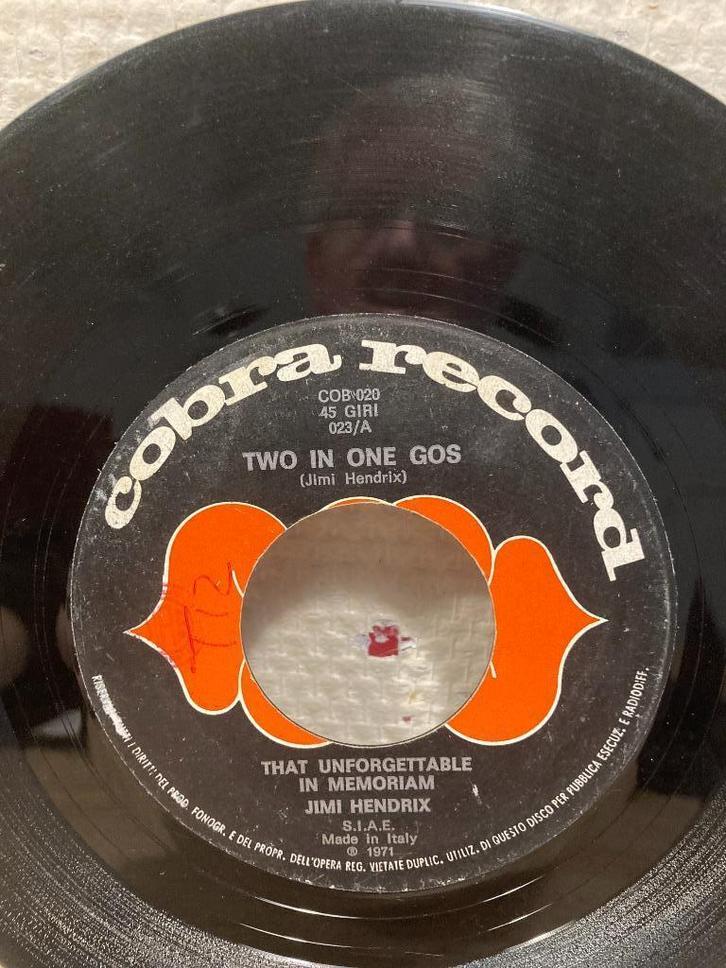 cobra record
COB 020
45 GIRI
023/A
TWO IN ONE GOS
(Jimi Hendrix)
T12
THAT UNFORGETTABLE
IN MEMORIAM
JIMI HENDRIX
S.I.A.E.
Made in Italy
℗ 1971
I DIRITTI DEL PROD. FONOGR. E DEL PROPR. DELL'OPERA REG. VIETATE DUPLIC. UTILIZ. DI QUESTO DISCO PER PUBBLICA ESECUZ. E RADIODIFF.